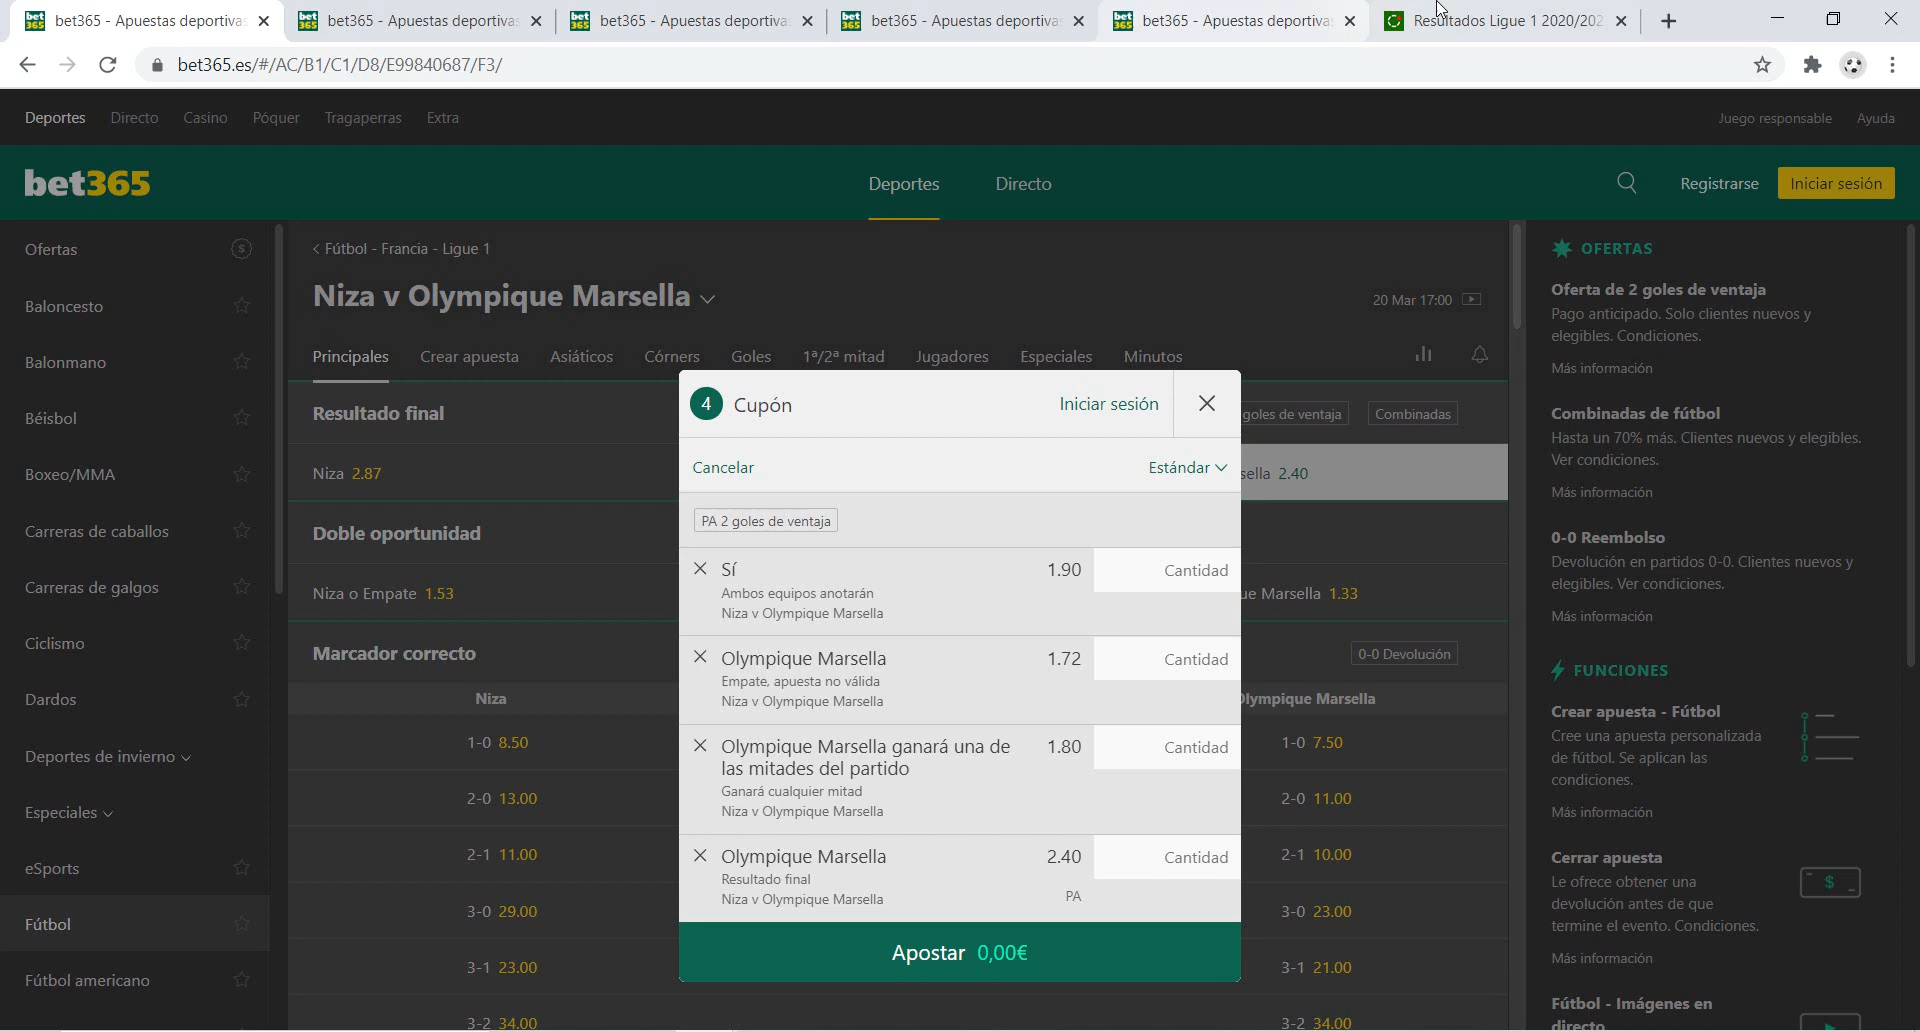 bet365 - Apuestas deportivas
bet365 - Apuestas deportivas
bet365 - Apuestas deportiva
bet365 - Apuestas deportiva
bet365 - Apuestas deportiva
Resultados Ligue 1 2020/202
bet365.es/#/AC/B1/C1/D8/E99840687/F3/
Deportes Directo Casino Póquer Tragaperras Extra
Juego responsable Ayuda
bet365
Deportes Directo
Registrarse Iniciar sesión
Ofertas
Baloncesto
Balonmano
Béisbol
Boxeo/MMA
Carreras de caballos
Carreras de galgos
Ciclismo
Dardos
Deportes de invierno
Especiales
eSports
Fútbol
Fútbol americano
< Fútbol - Francia - Ligue 1
Niza v Olympique Marsella
20 Mar 17:00
Principales Crear apuesta Asiáticos Córners Goles 1ª/2ª mitad Jugadores Especiales Minutos
Resultado final
goles de ventaja Combinadas
Niza 2.87
sella 2.40
Doble oportunidad
Niza o Empate 1.53
ue Marsella 1.33
Marcador correcto
0-0 Devolución
Niza
Olympique Marsella
1-0 8.50
1-0 7.50
2-0 13.00
2-0 11.00
2-1 11.00
2-1 10.00
3-0 29.00
3-0 23.00
3-1 23.00
3-1 21.00
3-2 34.00
3-2 34.00
4 Cupón
Iniciar sesión
Cancelar
Estándar
PA 2 goles de ventaja
Sí 1.90 Cantidad
Ambos equipos anotarán
Niza v Olympique Marsella
Olympique Marsella 1.72 Cantidad
Empate, apuesta no válida
Niza v Olympique Marsella
Olympique Marsella ganará una de 1.80 Cantidad
las mitades del partido
Ganará cualquier mitad
Niza v Olympique Marsella
Olympique Marsella 2.40 Cantidad
Resultado final
Niza v Olympique Marsella PA
Apostar 0,00€
OFERTAS
Oferta de 2 goles de ventaja
Pago anticipado. Solo clientes nuevos y
elegibles. Condiciones.
Más información
Combinadas de fútbol
Hasta un 70% más. Clientes nuevos y elegibles.
Ver condiciones.
Más información
0-0 Reembolso
Devolución en partidos 0-0. Clientes nuevos y
elegibles. Ver condiciones.
Más información
FUNCIONES
Crear apuesta - Fútbol
Cree una apuesta personalizada
de fútbol. Se aplican las
condiciones.
Más información
Cerrar apuesta
Le ofrece obtener una
devolución antes de que
termine el evento. Condiciones.
Más información
Fútbol - Imágenes en
directo